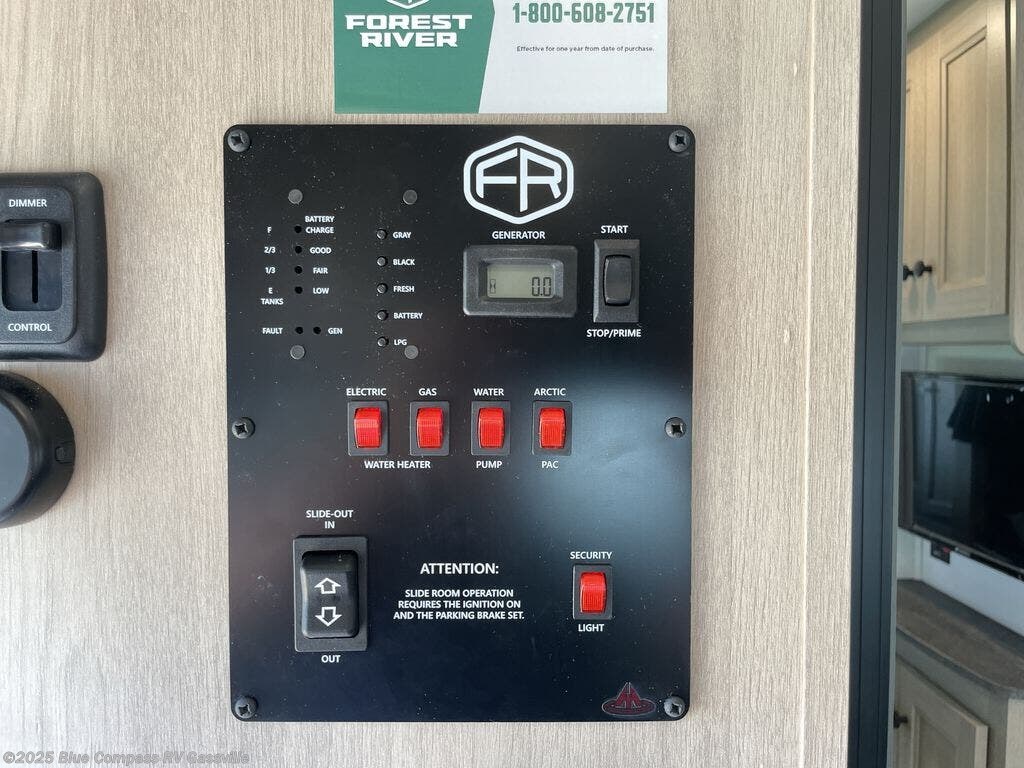 FOREST
RIVER
1-800-608-2751
Effective for one year from date of purchase.
FR
DIMMER
CONTROL
BATTERY
F CHARGE
2/3 GOOD
1/3 FAIR
E LOW
TANKS
FAULT GEN
GRAY
BLACK
FRESH
BATTERY
LPG
GENERATOR
0.0
START
STOP/PRIME
ELECTRIC GAS WATER ARCTIC
WATER HEATER PUMP PAC
SLIDE-OUT
IN
OUT
ATTENTION:
SLIDE ROOM OPERATION
REQUIRES THE IGNITION ON
AND THE PARKING BRAKE SET.
SECURITY
LIGHT
©2025 Blue Compass RV Gassville